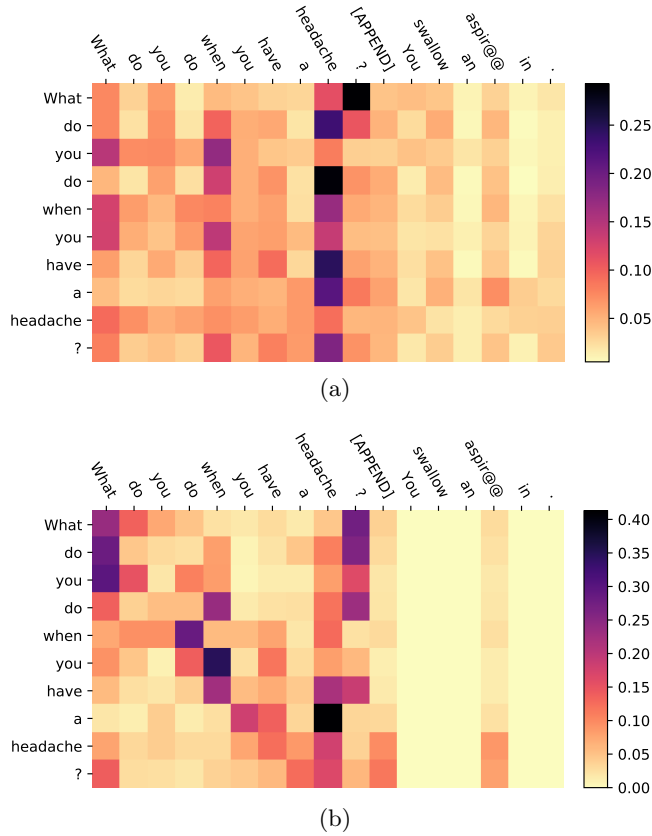 What do you do when you have a headache ? [APPEND] You swallow an aspir@@ in .
What
do
you
do
when
you
have
a
headache
?
0.25
0.20
0.15
0.10
0.05
(a)
What do you do when you have a headache ? [APPEND] You swallow an aspir@@ in .
What
do
you
do
when
you
have
a
headache
?
0.40
0.35
0.30
0.25
0.20
0.15
0.10
0.05
0.00
(b)